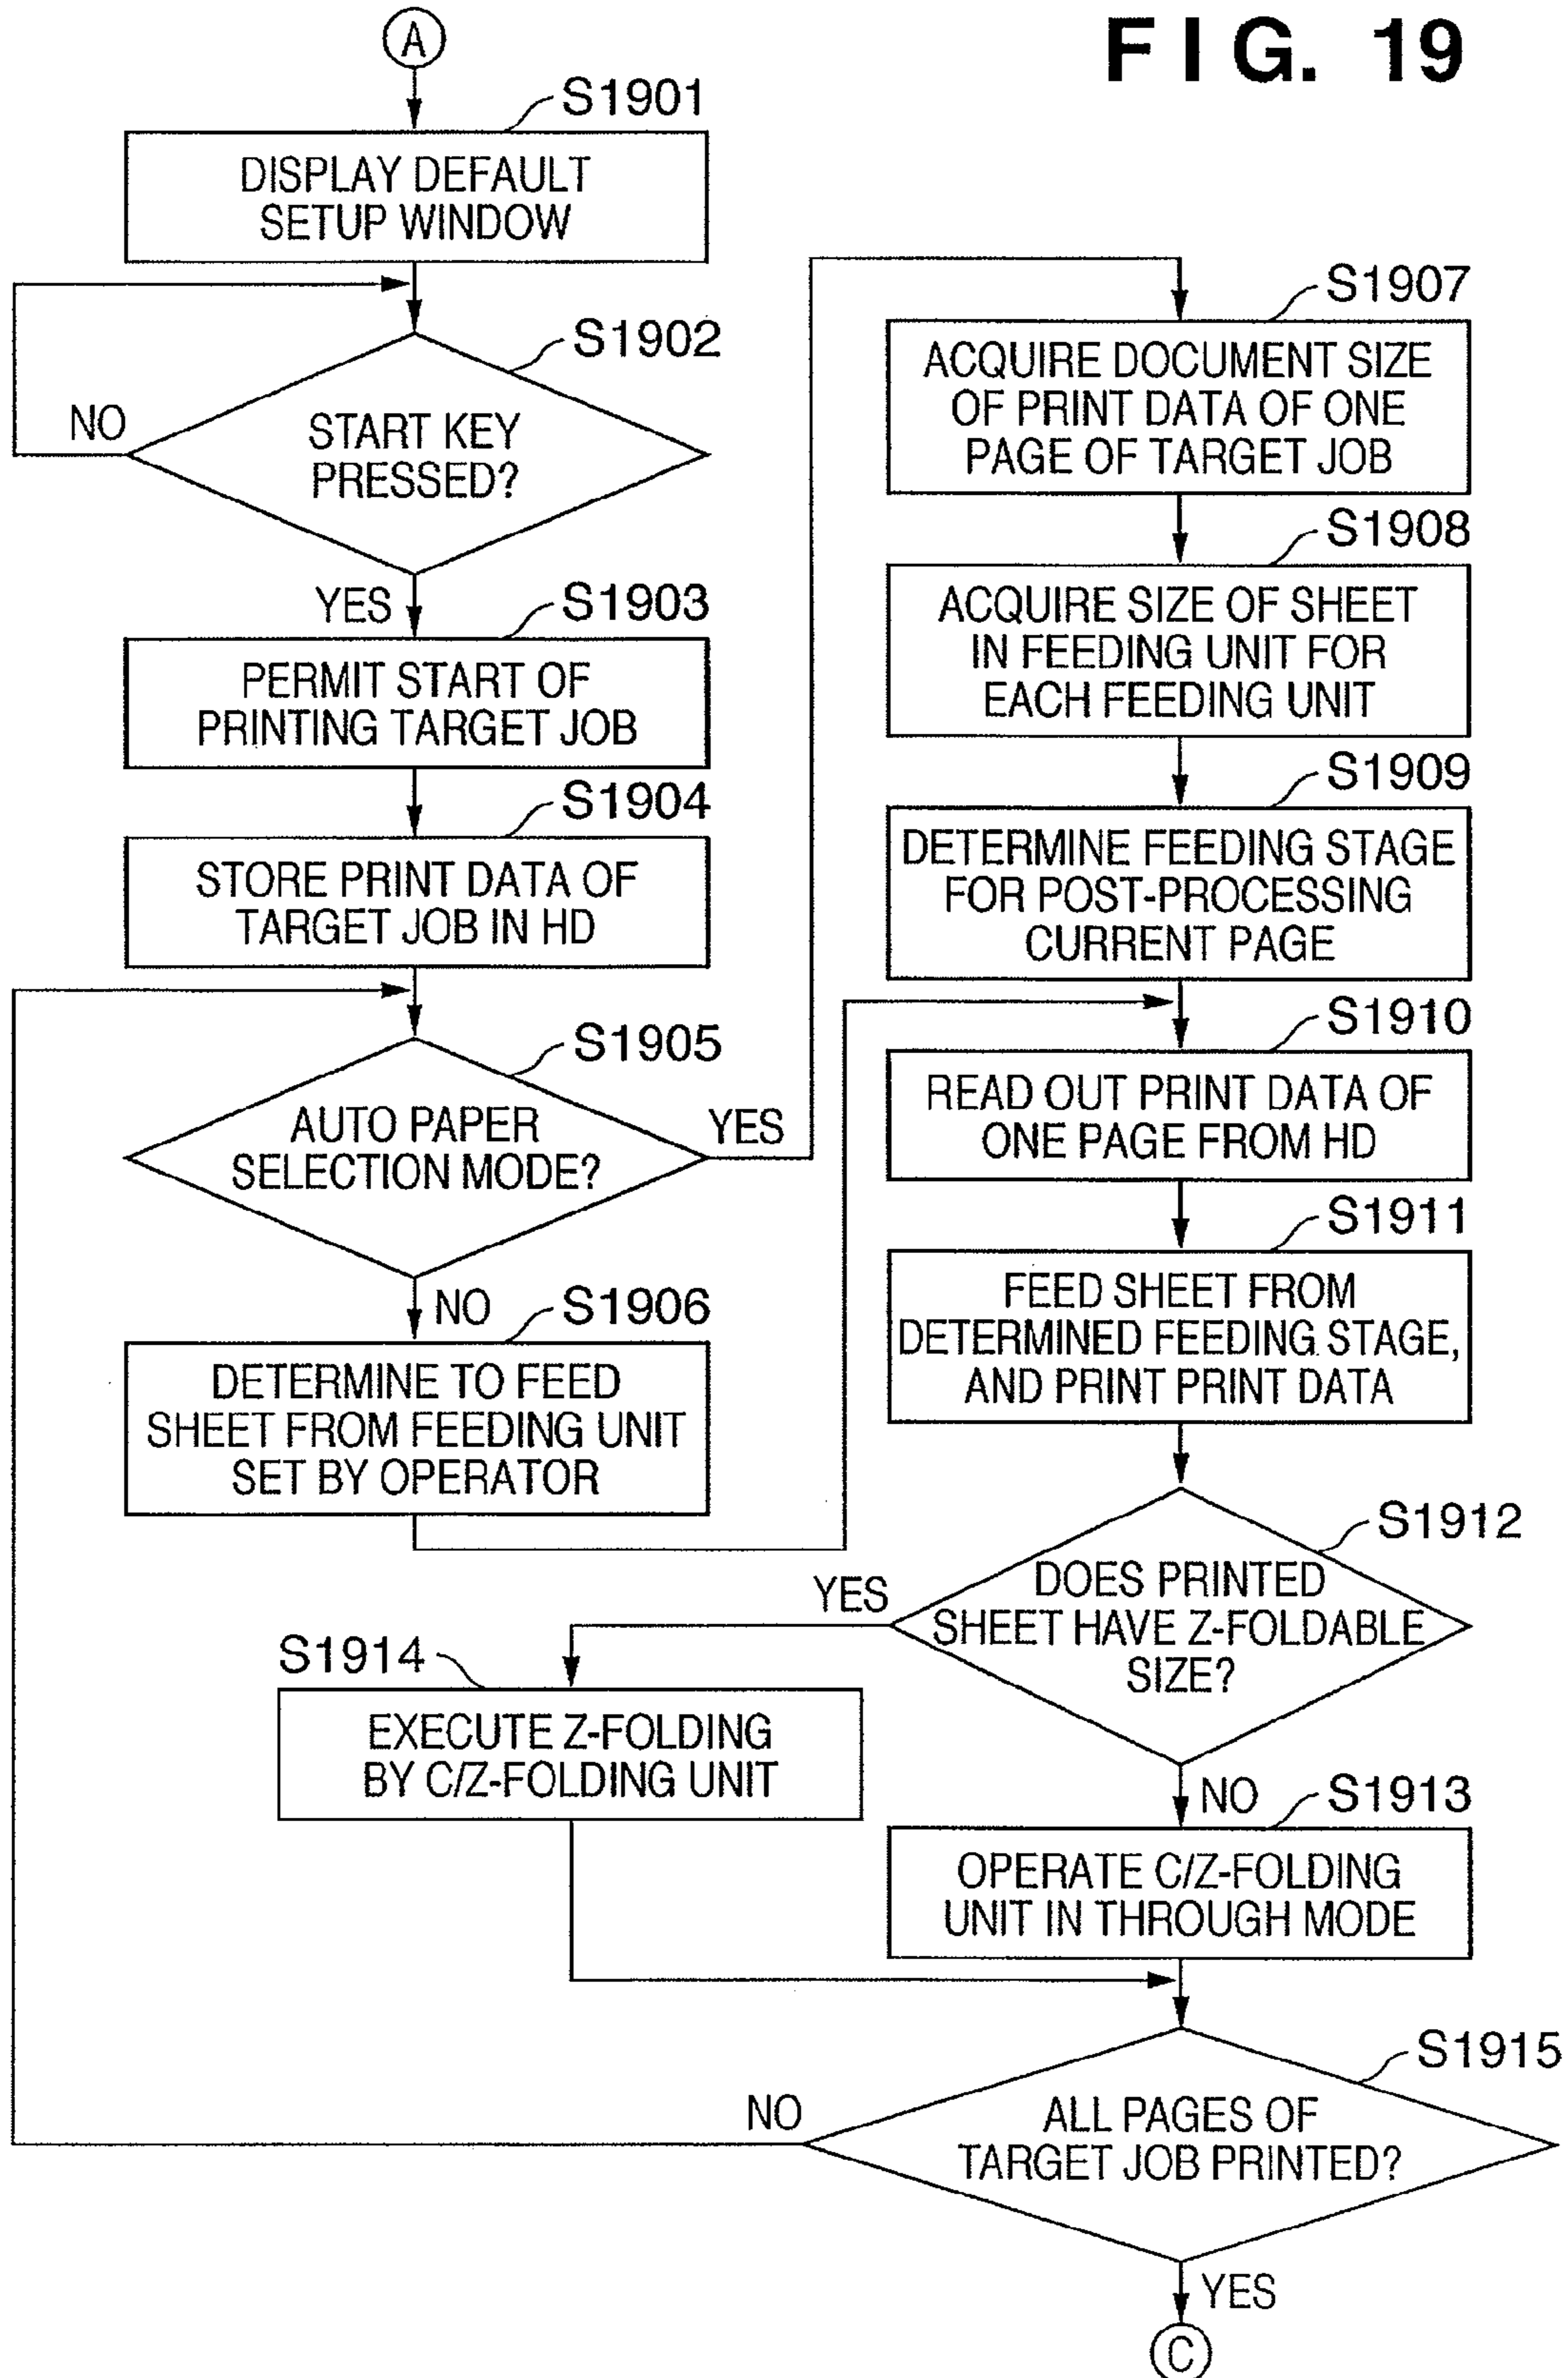 FIG. 19
A
S1901
DISPLAY DEFAULT
SETUP WINDOW
S1902
START KEY
PRESSED?
NO
YES
S1903
PERMIT START OF
PRINTING TARGET JOB
S1904
STORE PRINT DATA OF
TARGET JOB IN HD
S1905
AUTO PAPER
SELECTION MODE?
YES
NO
S1906
DETERMINE TO FEED
SHEET FROM FEEDING UNIT
SET BY OPERATOR
S1907
ACQUIRE DOCUMENT SIZE
OF PRINT DATA OF ONE
PAGE OF TARGET JOB
S1908
ACQUIRE SIZE OF SHEET
IN FEEDING UNIT FOR
EACH FEEDING UNIT
S1909
DETERMINE FEEDING STAGE
FOR POST-PROCESSING
CURRENT PAGE
S1910
READ OUT PRINT DATA OF
ONE PAGE FROM HD
S1911
FEED SHEET FROM
DETERMINED FEEDING STAGE,
AND PRINT PRINT DATA
S1912
DOES PRINTED
SHEET HAVE Z-FOLDABLE
SIZE?
YES
S1914
EXECUTE Z-FOLDING
BY C/Z-FOLDING UNIT
NO
S1913
OPERATE C/Z-FOLDING
UNIT IN THROUGH MODE
S1915
ALL PAGES OF
TARGET JOB PRINTED?
NO
YES
C